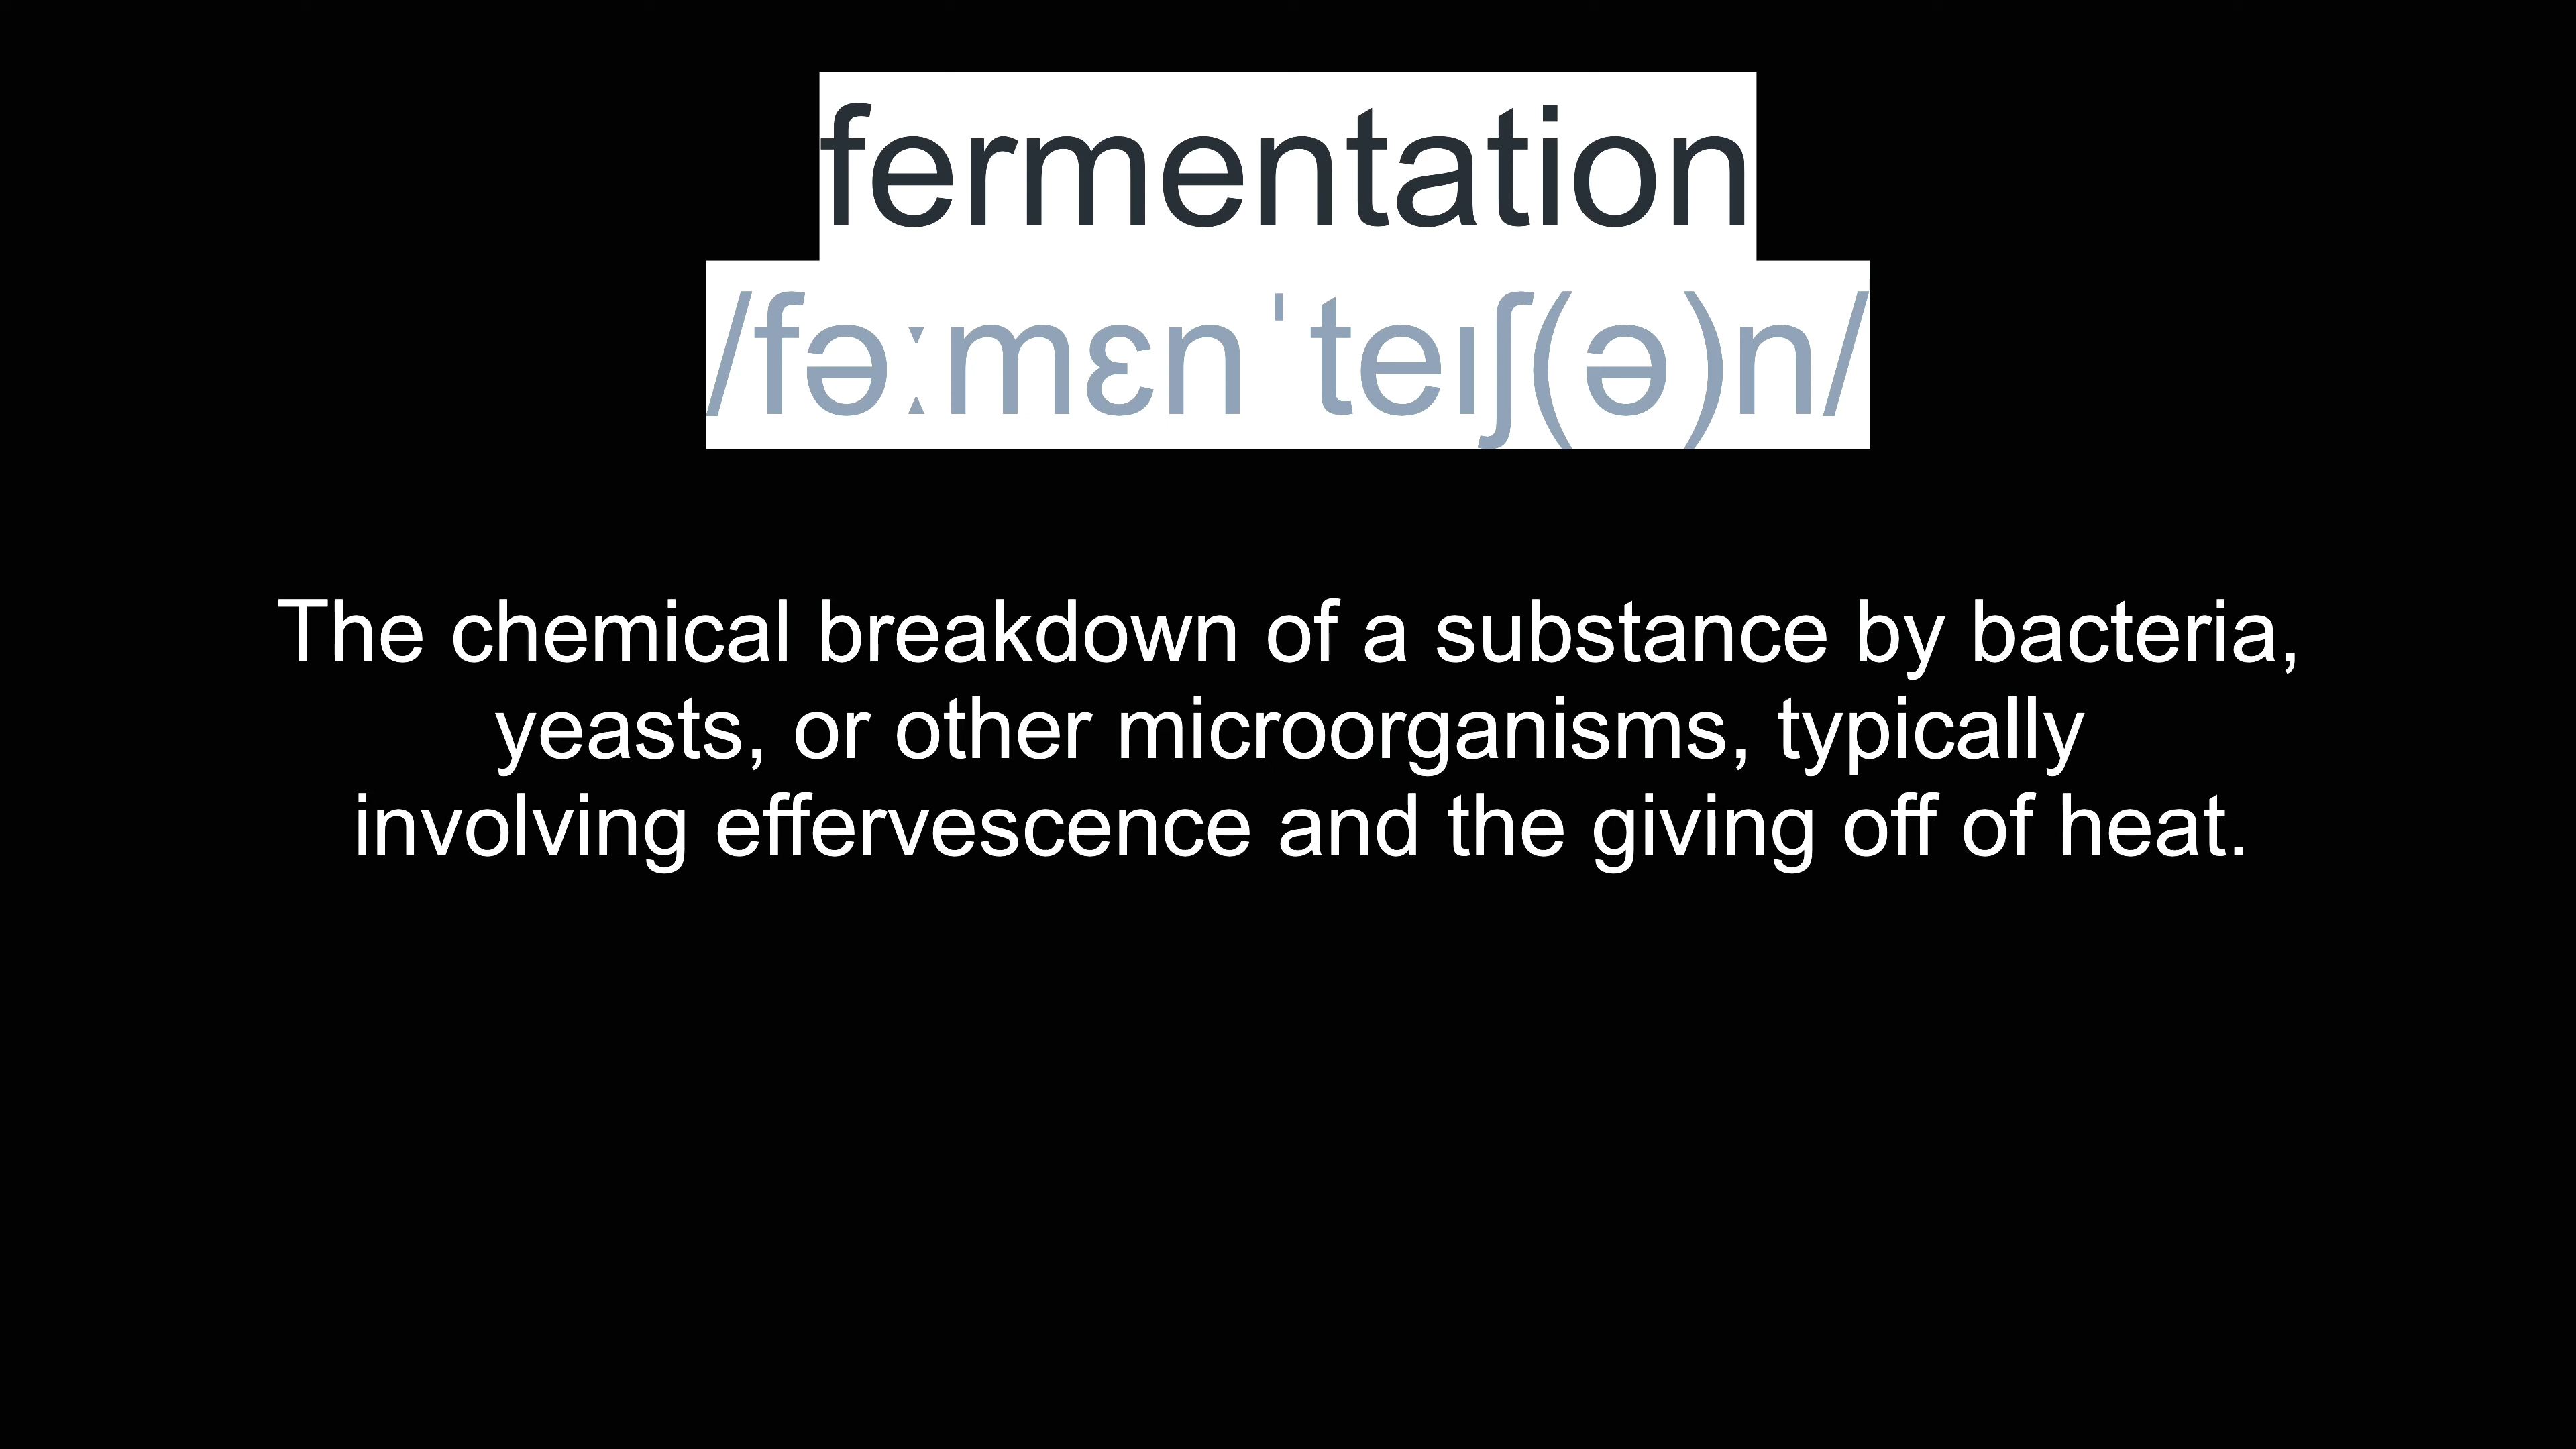 fermentation
/fəːmɛnˈteɪʃ(ə)n/
The chemical breakdown of a substance by bacteria,
yeasts, or other microorganisms, typically
involving effervescence and the giving off of heat.